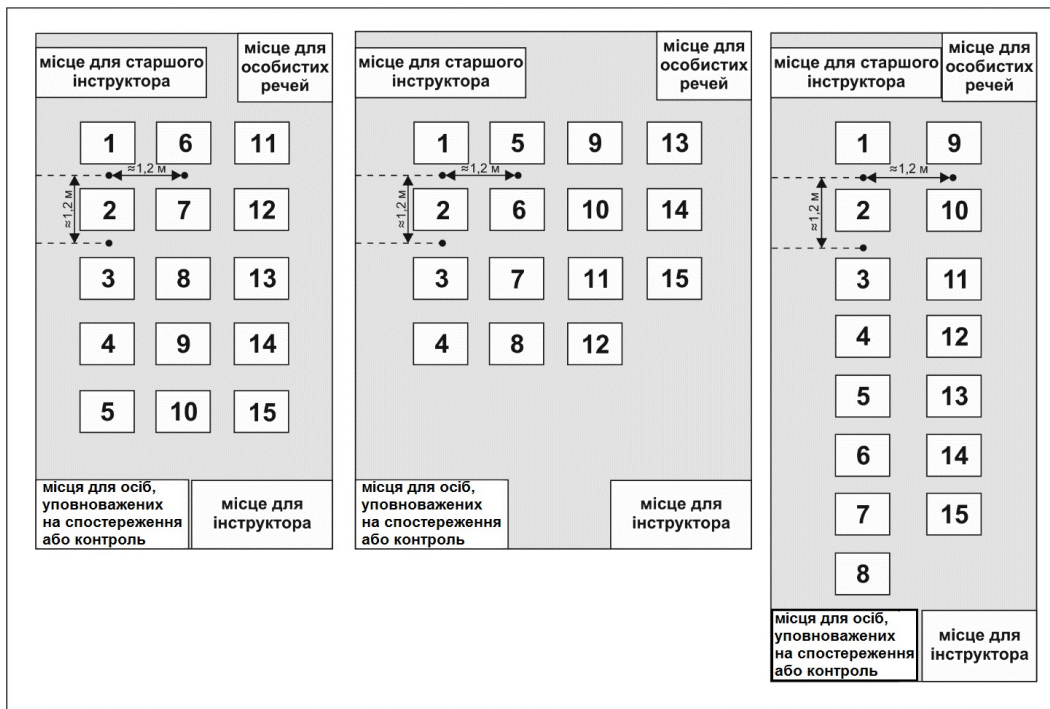 місце для старшого
інструктора
місце для
особистих
речей
1 6 11
≈1,2 м
≈1,2 м
2 7 12
3 8 13
4 9 14
5 10 15
місця для осіб,
уповноважених
на спостереження
або контроль
місце для
інструктора
місце для старшого
інструктора
місце для
особистих
речей
1 5 9 13
≈1,2 м
≈1,2 м
2 6 10 14
3 7 11 15
4 8 12
місця для осіб,
уповноважених
на спостереження
або контроль
місце для
інструктора
місце для старшого
інструктора
місце для
особистих
речей
1 9
≈1,2 м
≈1,2 м
2 10
3 11
4 12
5 13
6 14
7 15
8
місця для осіб,
уповноважених
на спостереження
або контроль
місце для
інструктора